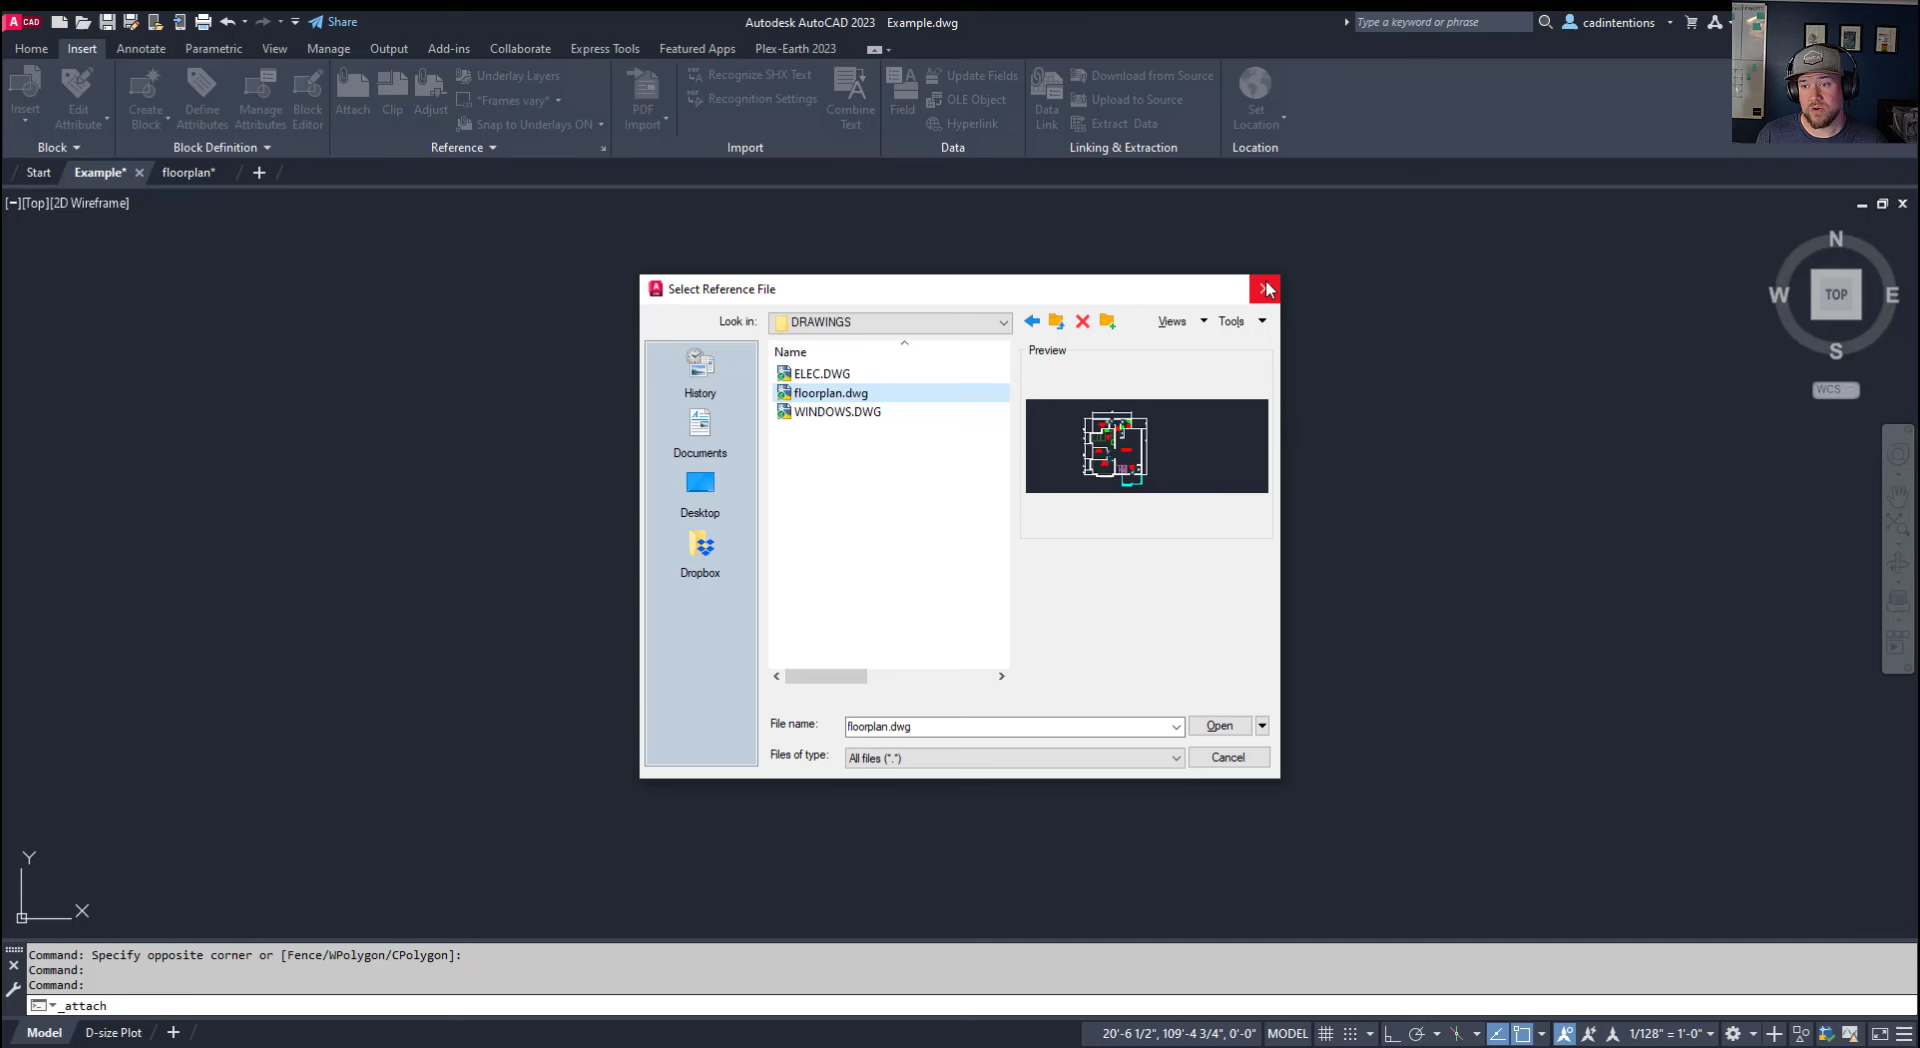 CAD
Share
Autodesk AutoCAD 2023 Example.dwg
Type a keyword or phrase
cadintentions
Home Insert Annotate Parametric View Manage Output Add-ins Collaborate Express Tools Featured Apps Plex-Earth 2023
Insert
Edit Attribute
Create Block
Define Attributes
Manage Attributes
Block Editor
Attach
Clip
Adjust
Underlay Layers
*Frames vary*
Snap to Underlays ON
PDF Import
Recognize SHX Text
Recognition Settings
Combine Text
Field
Update Fields
OLE Object
Hyperlink
Data Link
Download from Source
Upload to Source
Extract Data
Set Location
Block Block Definition Reference Import Data Linking & Extraction Location
Start Example* floorplan*
[−][Top][2D Wireframe]
N
W TOP E
S
WCS
Select Reference File
Look in: DRAWINGS
Views Tools
History
Documents
Desktop
Dropbox
Name
ELEC.DWG
floorplan.dwg
WINDOWS.DWG
Preview
File name: floorplan.dwg Open
Files of type: All files (*.*) Cancel
Y
X
Command: Specify opposite corner or [Fence/WPolygon/CPolygon]:
Command:
Command:
_attach
Model D-size Plot
20'-6 1/2", 109'-4 3/4", 0'-0" MODEL 1/128" = 1'-0"